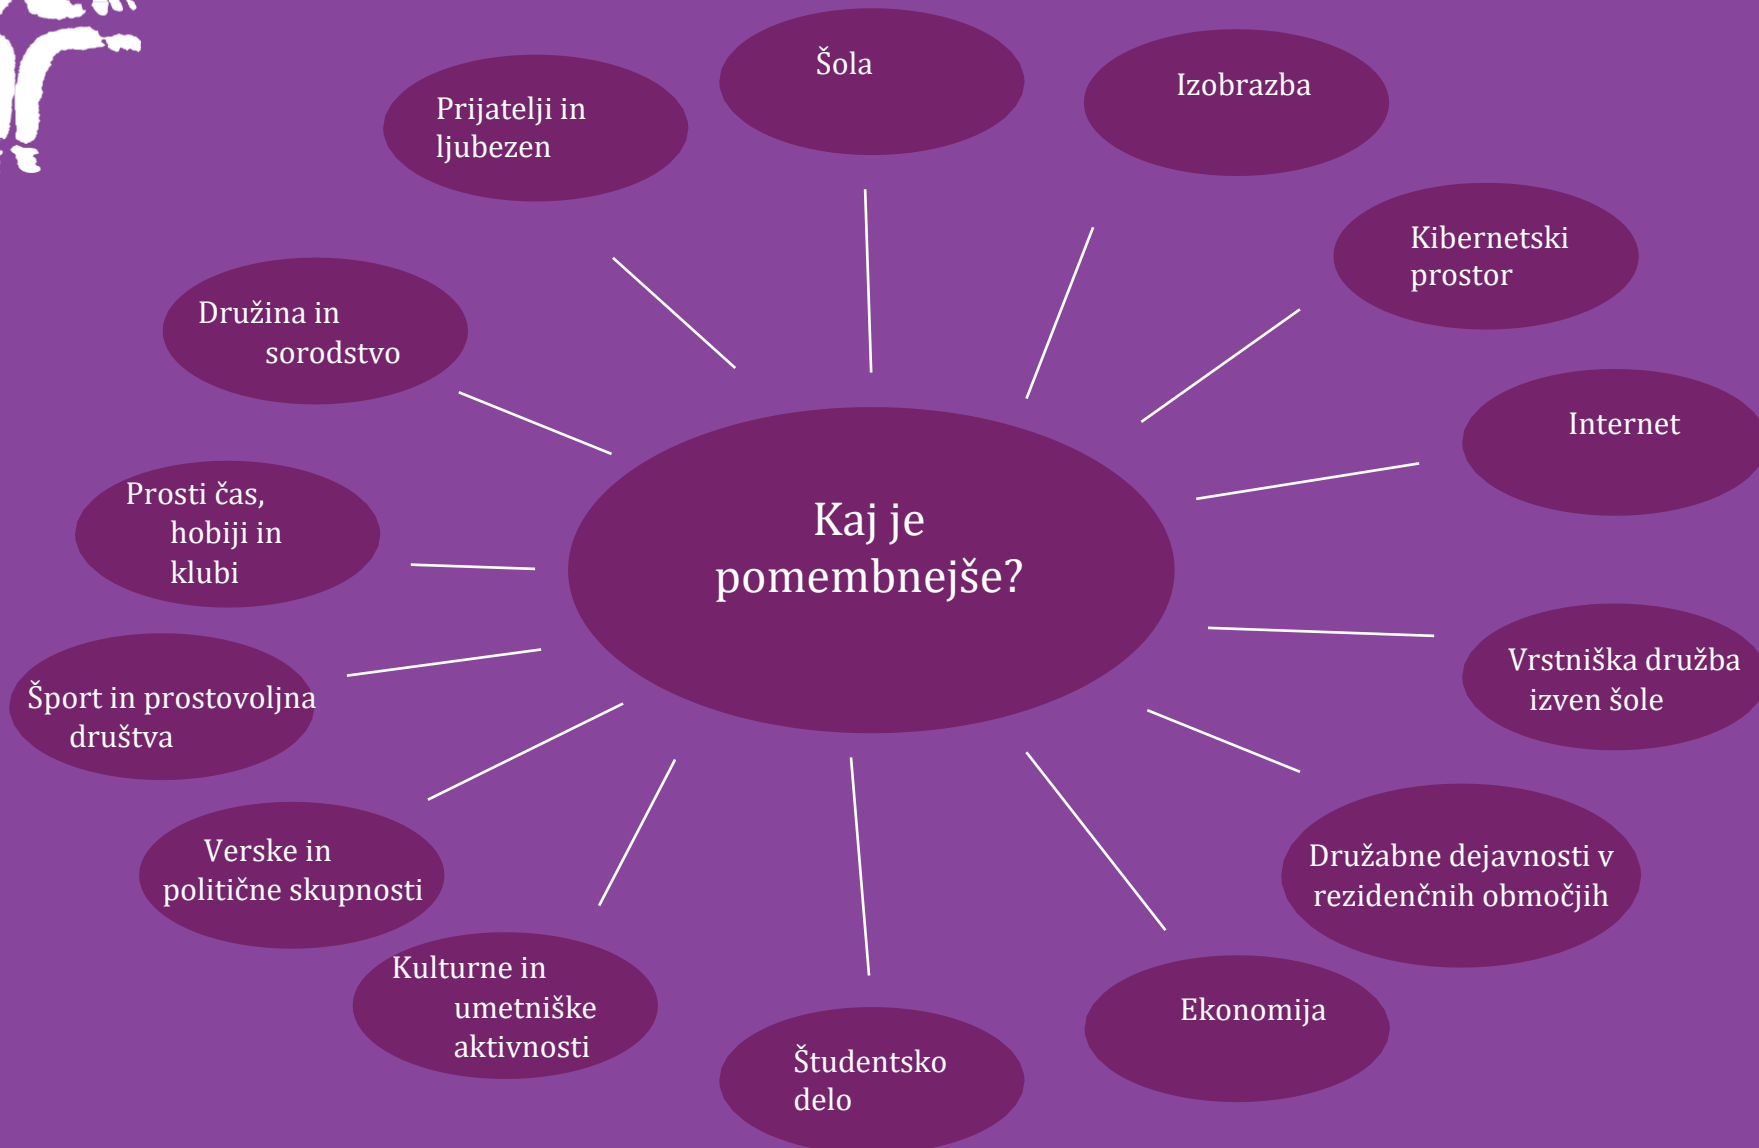 Šola
Izobrazba
Prijatelji in
ljubezen
Kibernetski
prostor
Družina in
sorodstvo
Internet
Prosti čas,
hobiji in
klubi
Kaj je
pomembnejše?
Vrstniška družba
izven šole
Šport in prostovoljna
društva
Verske in
politične skupnosti
Družabne dejavnosti v
rezidenčnih območjih
Kulturne in
umetniške
aktivnosti
Ekonomija
Študentsko
delo